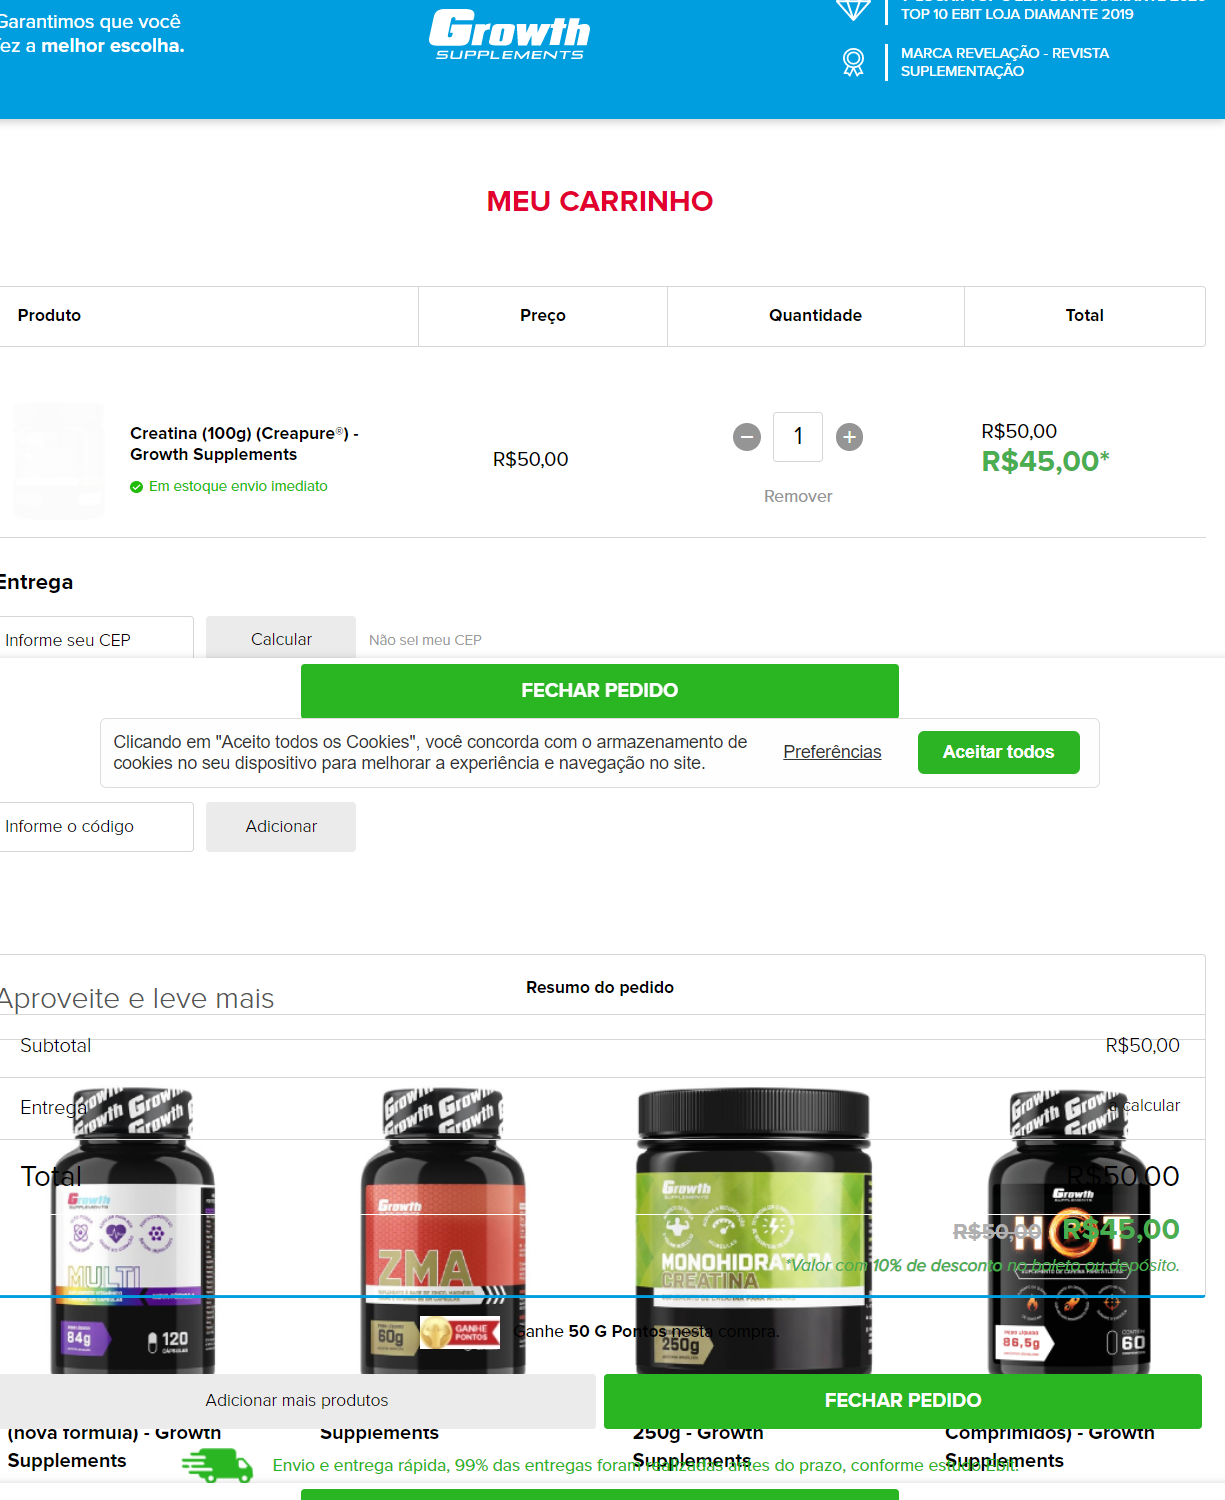 Garantimos que você
fez a melhor escolha.
Growth
SUPPLEMENTS
TOP 10 EBIT LOJA DIAMANTE 2019
MARCA REVELAÇÃO - REVISTA
SUPLEMENTAÇÃO
MEU CARRINHO
Produto
Preço
Quantidade
Total
Creatina (100g) (Creapure®) -
Growth Supplements
Em estoque envio imediato
R$50,00
1
Remover
R$50,00
R$45,00*
Entrega
Informe seu CEP
Calcular
Não sei meu CEP
FECHAR PEDIDO
Clicando em "Aceito todos os Cookies", você concorda com o armazenamento de
cookies no seu dispositivo para melhorar a experiência e navegação no site.
Preferências
Aceitar todos
Informe o código
Adicionar
Aproveite e leve mais
Resumo do pedido
Subtotal
R$50,00
Entrega
a calcular
Total
R$50,00
R$50,00 R$45,00
*Valor com 10% de desconto no boleto ou depósito.
Growth
MULTI
84g
120
CÁPSULAS
Growth
ZMA
60g
Growth
MONOHIDRATADA
CREATINA
250g
Growth
HOT
86,5g
60
GANHE
PONTOS
Ganhe 50 G Pontos nesta compra.
Adicionar mais produtos
FECHAR PEDIDO
(nova fórmula) - Growth
Supplements
Supplements
250g - Growth
Supplements
Comprimidos) - Growth
Supplements
Envio e entrega rápida, 99% das entregas foram realizadas antes do prazo, conforme estudo Ebit.